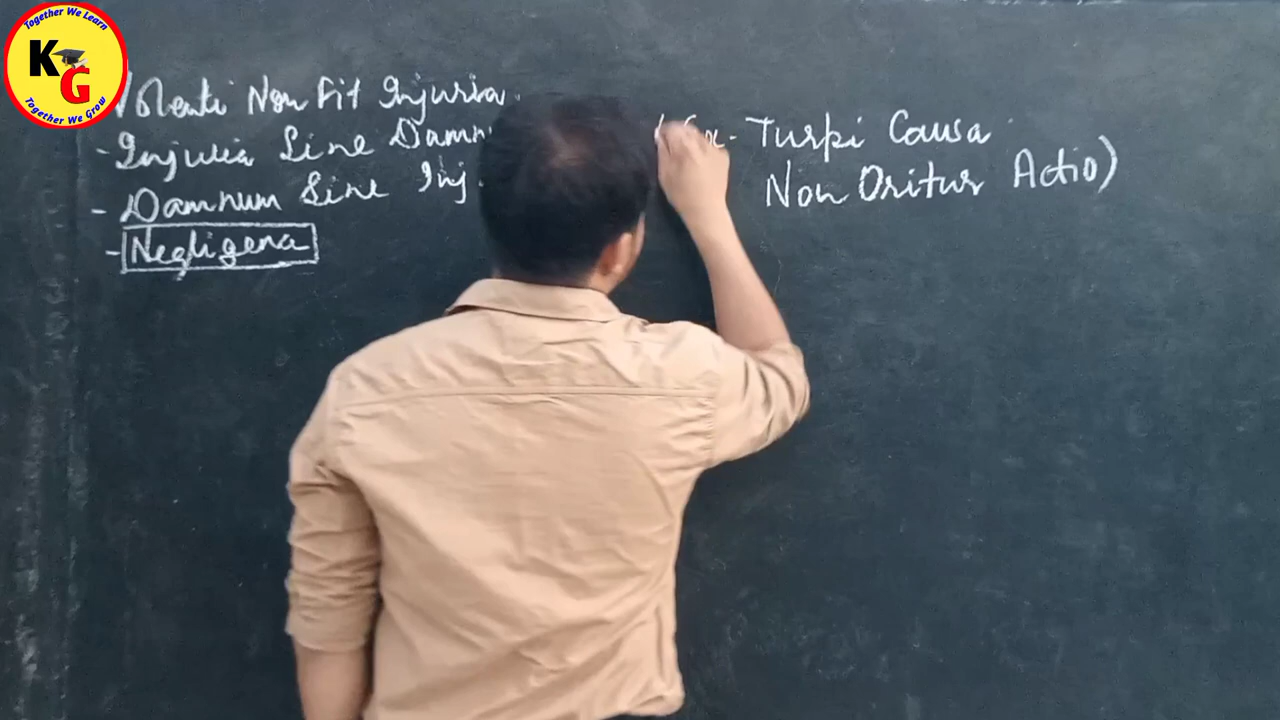 Together We Learn
KG
Together We Grow
Volenti Non Fit Injuria.
- Injuria Sine Damn
- Damnum Sine Inj.
- Negligence
(Ex- Turpi Causa
Non Oritur Actio)